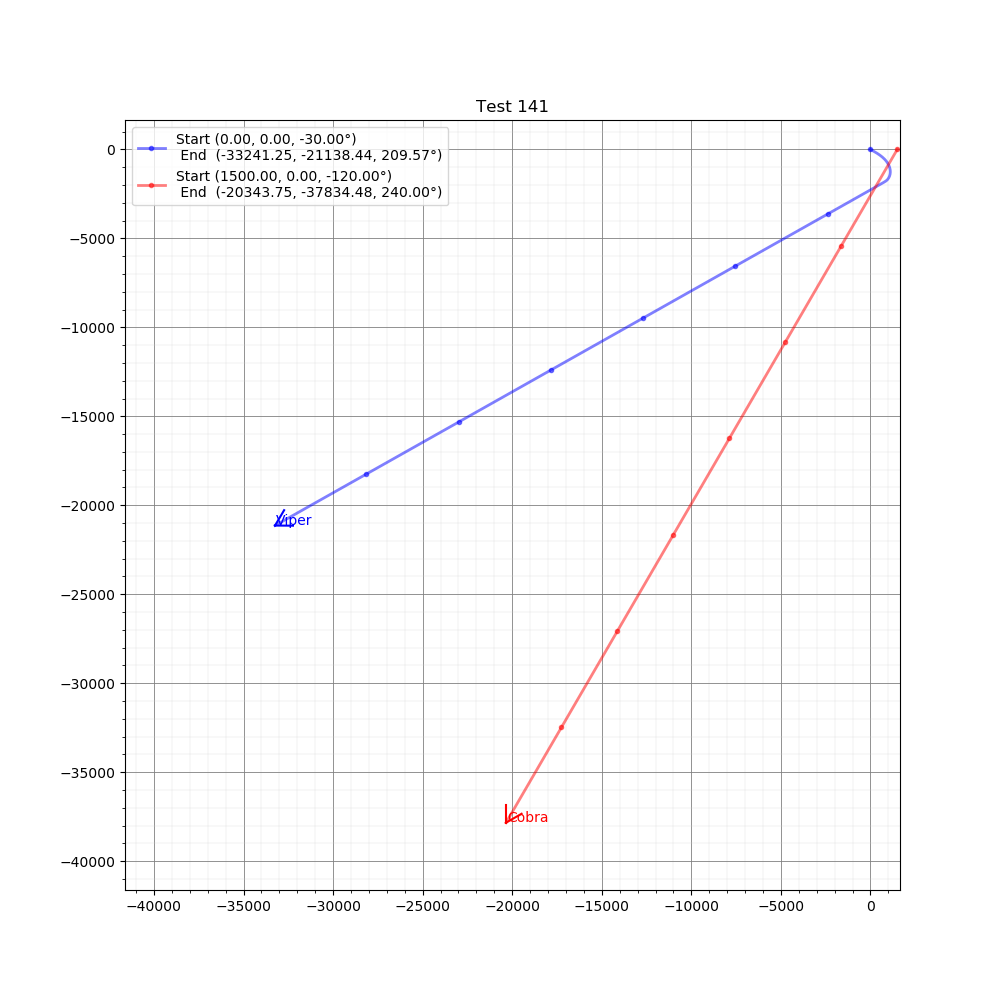 Test 141
Start (0.00, 0.00, -30.00°)
End  (-33241.25, -21138.44, 209.57°)
Start (1500.00, 0.00, -120.00°)
End  (-20343.75, -37834.48, 240.00°)
0
−5000
−10000
−15000
−20000
−25000
−30000
−35000
−40000
Viper
Cobra
−40000 −35000 −30000 −25000 −20000 −15000 −10000 −5000 0